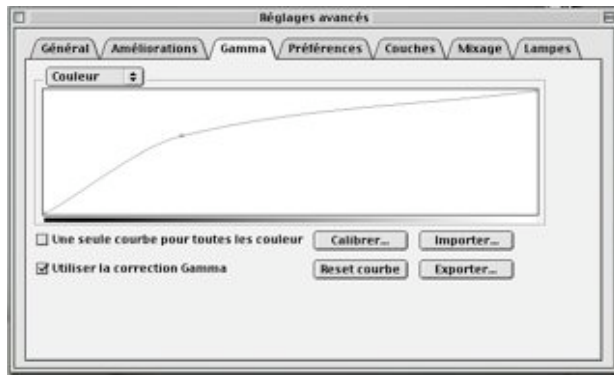 Réglages avancés
Général Améliorations Gamma Préférences Couches Mixage Lampes
Couleur
Une seule courbe pour toutes les couleur Calibrer... Importer...
Utiliser la correction Gamma Reset courbe Exporter...